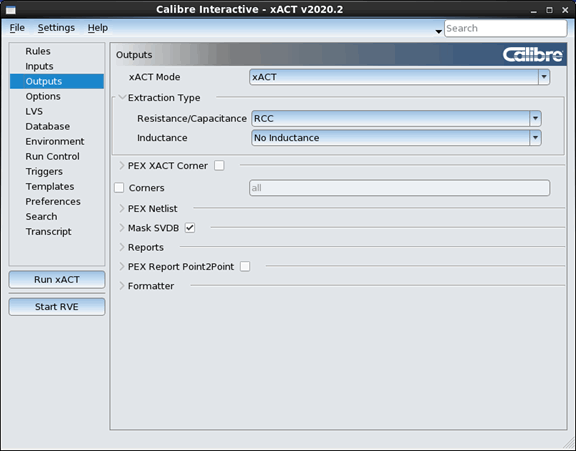 Calibre Interactive - xACT v2020.2
File Settings Help
Search
Rules
Inputs
Outputs
Options
LVS
Database
Environment
Run Control
Triggers
Templates
Preferences
Search
Transcript
Run xACT
Start RVE
Outputs
Calibre
xACT Mode xACT
Extraction Type
Resistance/Capacitance RCC
Inductance No Inductance
PEX XACT Corner
Corners all
PEX Netlist
Mask SVDB
Reports
PEX Report Point2Point
Formatter